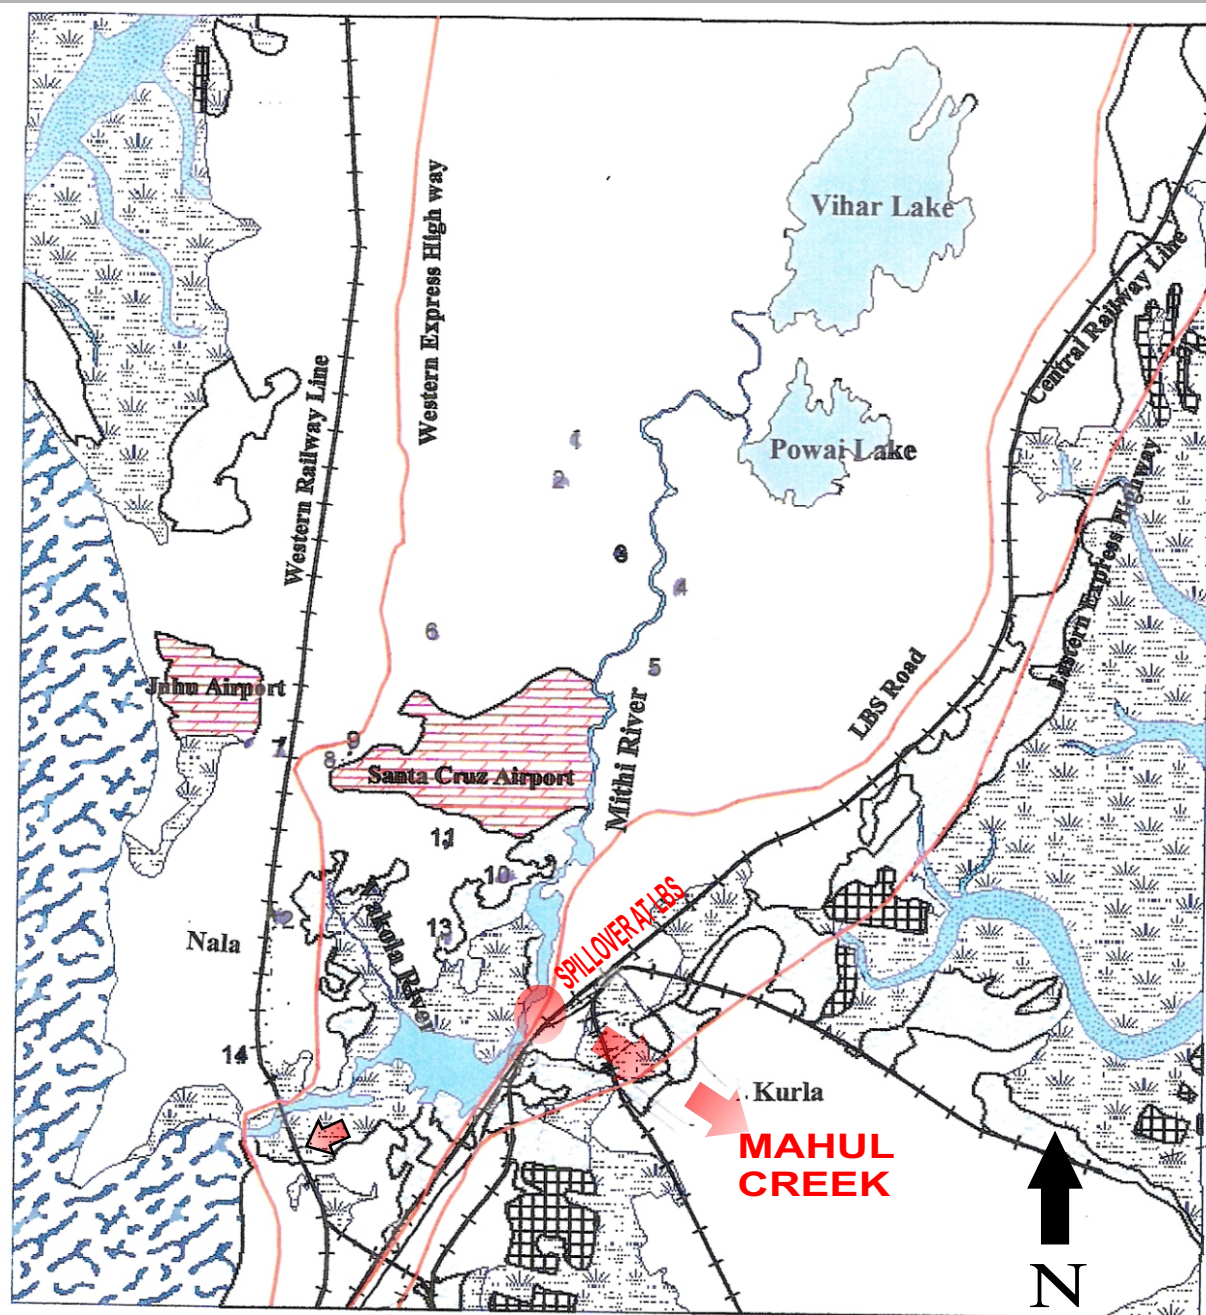 Vihar Lake
Western Express High way
Central Railway Line
Western Railway Line
1
Powai Lake
2
Eastern Express Highway
3
4
6
5
Juhu Airport
LBS Road
Mithi River
7
9
8
Santa Cruz Airport
11
10
SPILLOVER AT LBS
12
13
Nala
Vakola River
14
Kurla
MAHUL
CREEK
N